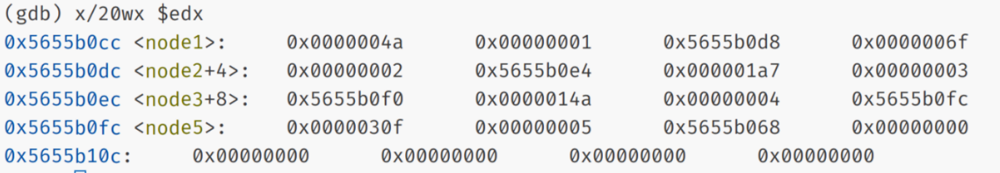 (gdb) x/20wx $edx
0x5655b0cc <node1>: 0x0000004a 0x00000001 0x5655b0d8 0x0000006f
0x5655b0dc <node2+4>: 0x00000002 0x5655b0e4 0x000001a7 0x00000003
0x5655b0ec <node3+8>: 0x5655b0f0 0x0000014a 0x00000004 0x5655b0fc
0x5655b0fc <node5>: 0x0000030f 0x00000005 0x5655b068 0x00000000
0x5655b10c: 0x00000000 0x00000000 0x00000000 0x00000000